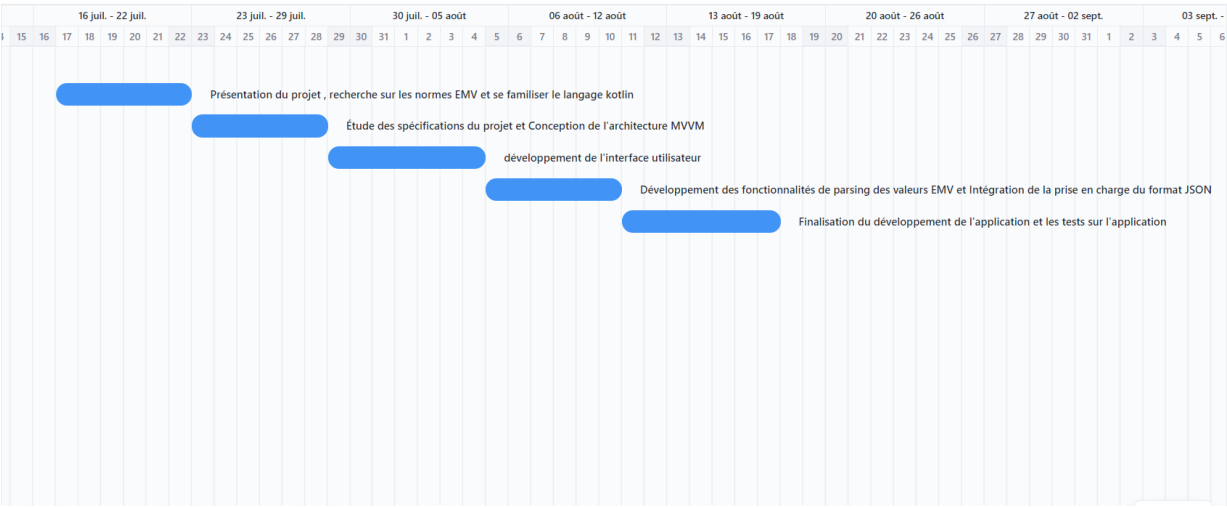 16 juil. - 22 juil. 23 juil. - 29 juil. 30 juil. - 05 août 06 août - 12 août 13 août - 19 août 20 août - 26 août 27 août - 02 sept. 03 sept. -
15 16 17 18 19 20 21 22 23 24 25 26 27 28 29 30 31 1 2 3 4 5 6 7 8 9 10 11 12 13 14 15 16 17 18 19 20 21 22 23 24 25 26 27 28 29 30 31 1 2 3 4 5 6
Présentation du projet , recherche sur les normes EMV et se familiser le langage kotlin
Étude des spécifications du projet et Conception de l'architecture MVVM
développement de l'interface utilisateur
Développement des fonctionnalités de parsing des valeurs EMV et Intégration de la prise en charge du format JSON
Finalisation du développement de l'application et les tests sur l'application